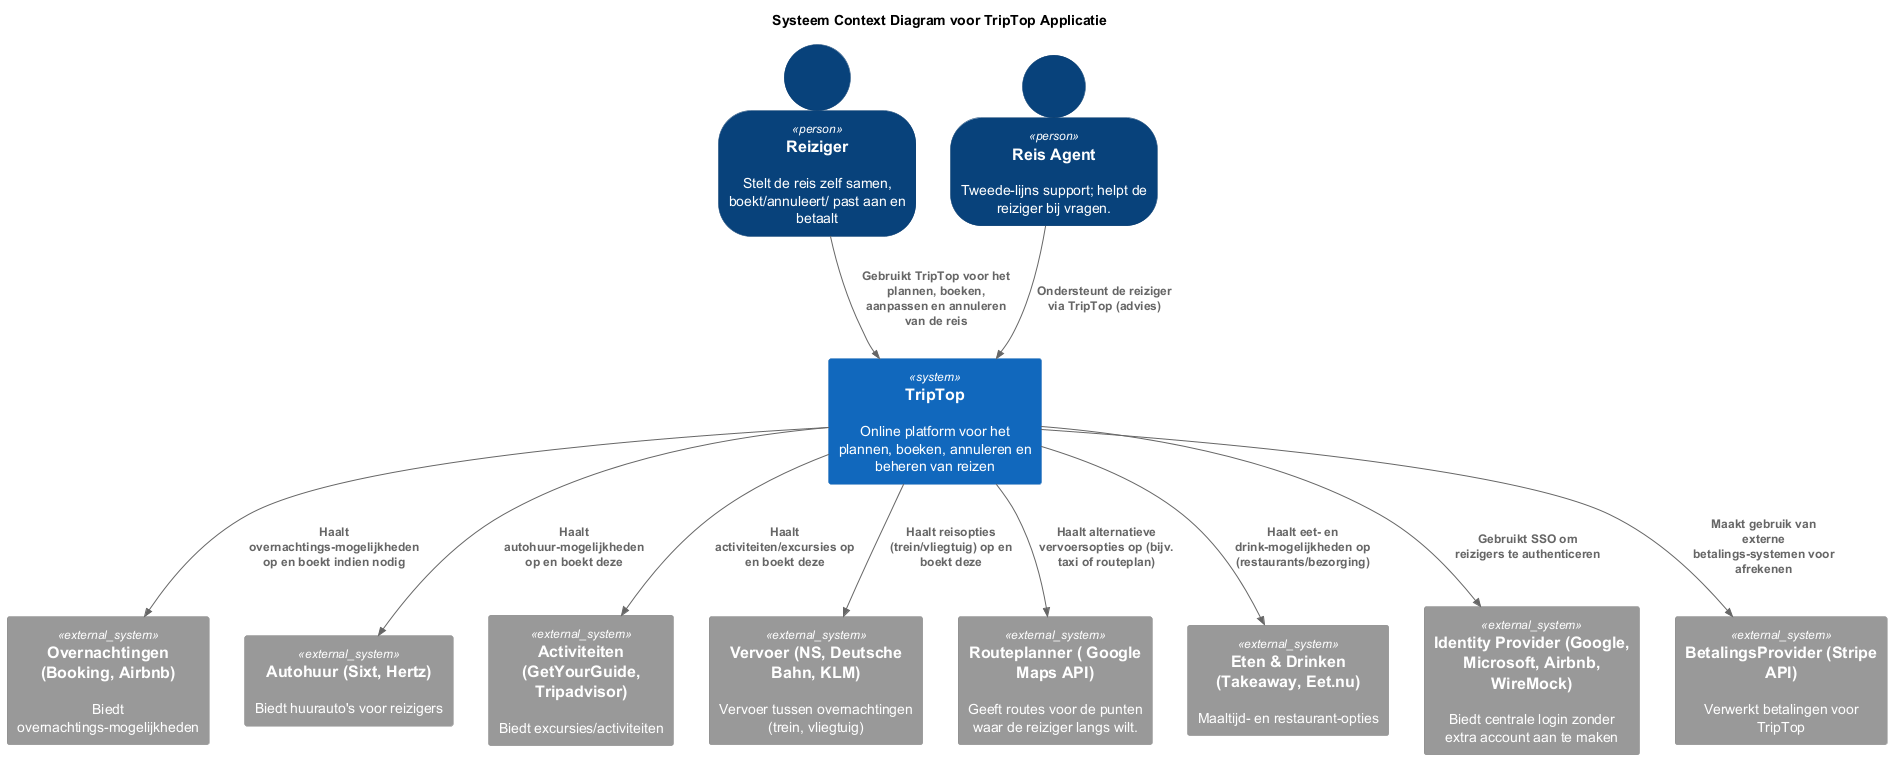 Systeem Context Diagram voor TripTop Applicatie
«person»
Reiziger
Stelt de reis zelf samen,
boekt/annuleert/ past aan en
betaalt
«person»
Reis Agent
Tweede-lijns support; helpt de
reiziger bij vragen.
Gebruikt TripTop voor het
plannen, boeken,
aanpassen en annuleren
van de reis
Ondersteunt de reiziger
via TripTop (advies)
«system»
TripTop
Online platform voor het
plannen, boeken, annuleren en
beheren van reizen
Haalt
overnachtings-mogelijkheden
op en boekt indien nodig
Haalt
autohuur-mogelijkheden
op en boekt deze
Haalt
activiteiten/excursies op
en boekt deze
Haalt reisopties
(trein/vliegtuig) op en
boekt deze
Haalt alternatieve
vervoersopties op (bijv.
taxi of routeplan)
Haalt eet- en
drink-mogelijkheden op
(restaurants/bezorging)
Gebruikt SSO om
reizigers te authenticeren
Maakt gebruik van
externe
betalings-systemen voor
afrekenen
«external_system»
Overnachtingen
(Booking, Airbnb)
Biedt
overnachtings-mogelijkheden
«external_system»
Autohuur (Sixt, Hertz)
Biedt huurauto's voor reizigers
«external_system»
Activiteiten
(GetYourGuide,
Tripadvisor)
Biedt excursies/activiteiten
«external_system»
Vervoer (NS, Deutsche
Bahn, KLM)
Vervoer tussen overnachtingen
(trein, vliegtuig)
«external_system»
Routeplanner ( Google
Maps API)
Geeft routes voor de punten
waar de reiziger langs wilt.
«external_system»
Eten & Drinken
(Takeaway, Eet.nu)
Maaltijd- en restaurant-opties
«external_system»
Identity Provider (Google,
Microsoft, Airbnb,
WireMock)
Biedt centrale login zonder
extra account aan te maken
«external_system»
BetalingsProvider (Stripe
API)
Verwerkt betalingen voor
TripTop